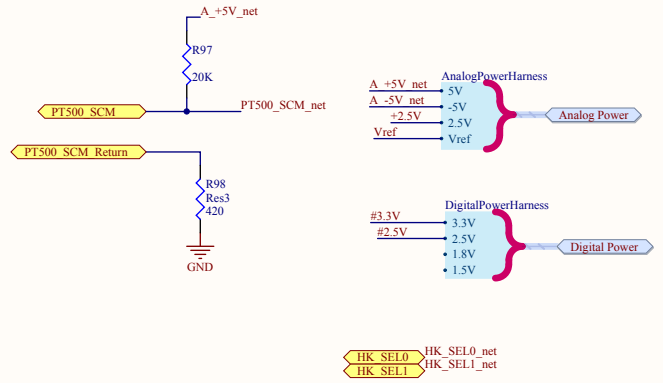 A_+5V_net
R97
20K
PT500_SCM
PT500_SCM_net
PT500_SCM_Return
R98
Res3
420
GND
AnalogPowerHarness
A_+5V_net
5V
A_-5V_net
-5V
+2.5V
2.5V
Vref
Vref
Analog Power
DigitalPowerHarness
#3.3V
3.3V
#2.5V
2.5V
1.8V
1.5V
Digital Power
HK_SEL0
HK_SEL0_net
HK_SEL1
HK_SEL1_net